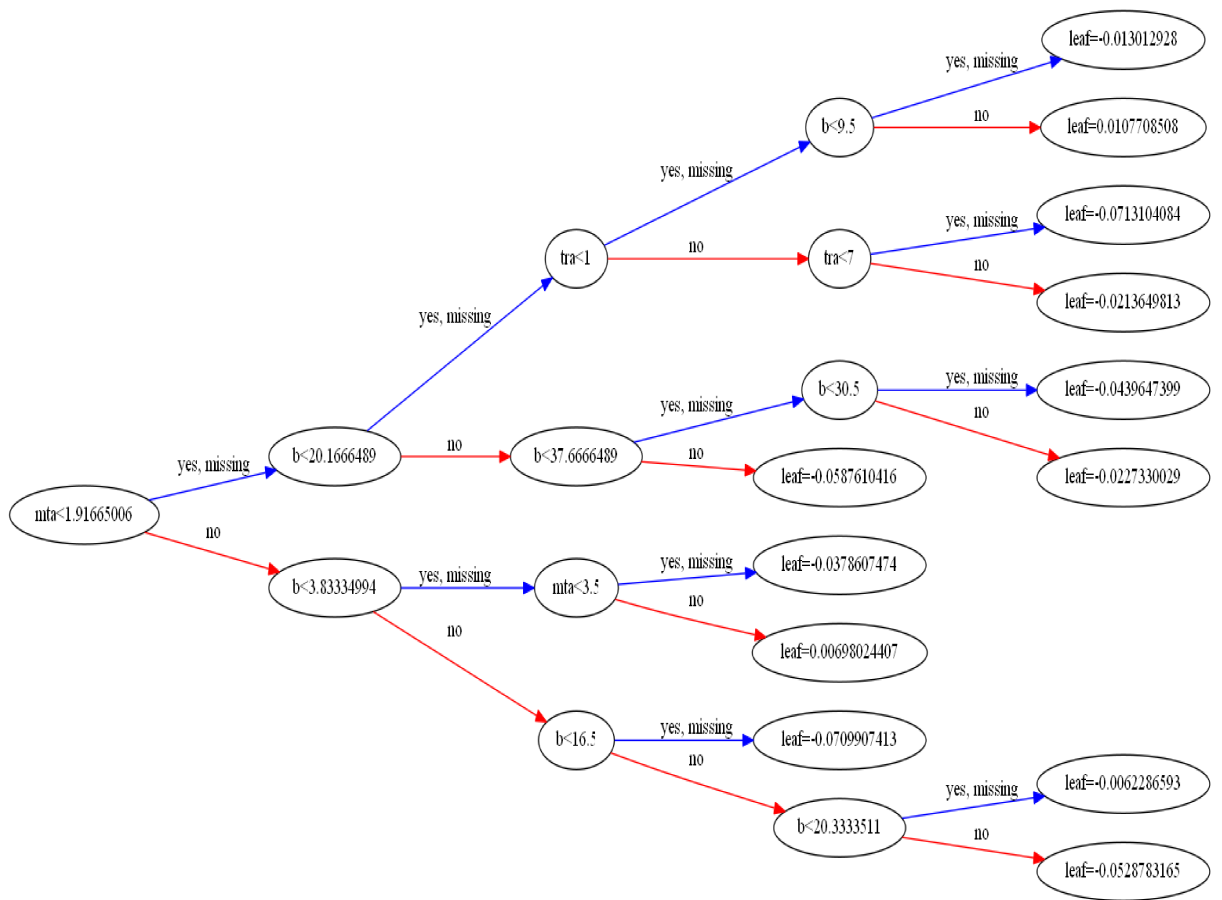 leaf=-0.013012928
yes, missing
b<9.5
no
leaf=0.0107708508
yes, missing
leaf=-0.0713104084
yes, missing
tra<1
no
tra<7
no
leaf=-0.0213649813
yes, missing
b<30.5
yes, missing
leaf=-0.0439647399
yes, missing
no
b<20.1666489
no
b<37.6666489
no
leaf=-0.0587610416
leaf=-0.0227330029
yes, missing
mta<1.91665006
no
yes, missing
leaf=-0.0378607474
b<3.83334994
yes, missing
mta<3.5
no
no
leaf=0.00698024407
b<16.5
yes, missing
leaf=-0.0709907413
no
yes, missing
leaf=-0.0062286593
b<20.3333511
no
leaf=-0.0528783165